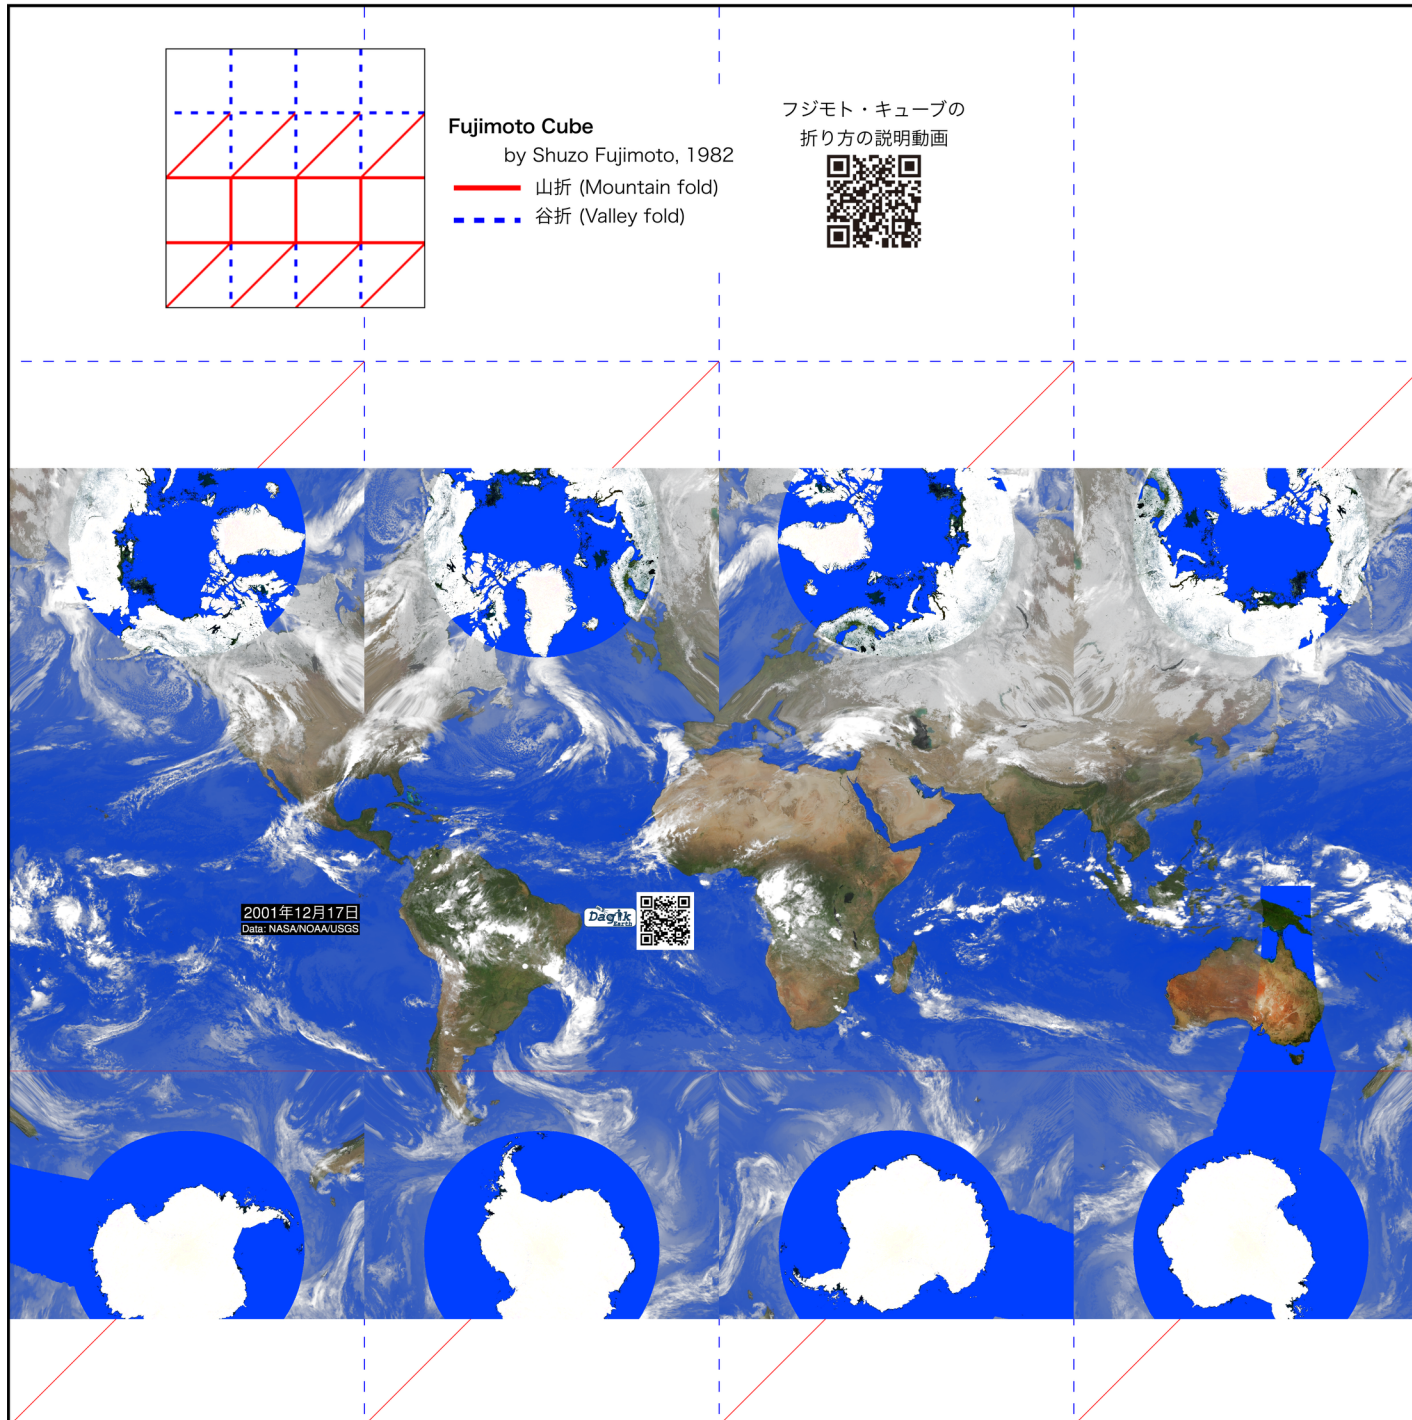 Fujimoto Cube
by Shuzo Fujimoto, 1982
山折 (Mountain fold)
谷折 (Valley fold)
フジモト・キューブの
折り方の説明動画
2001年12月17日
Data: NASA/NOAA/USGS
Dagik
Earth